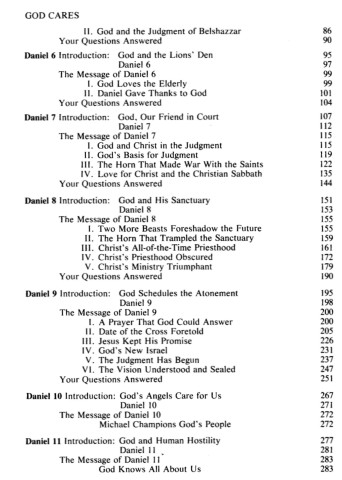 GOD CARES
II. God and the Judgment of Belshazzar 86
Your Questions Answered 90
Daniel 6 Introduction: God and the Lions' Den 95
Daniel 6 97
The Message of Daniel 6 99
I. God Loves the Elderly 99
II. Daniel Gave Thanks to God 101
Your Questions Answered 104
Daniel 7 Introduction: God, Our Friend in Court 107
Daniel 7 112
The Message of Daniel 7 115
I. God and Christ in the Judgment 115
II. God's Basis for Judgment 119
III. The Horn That Made War With the Saints 122
IV. Love for Christ and the Christian Sabbath 135
Your Questions Answered 144
Daniel 8 Introduction: God and His Sanctuary 151
Daniel 8 153
The Message of Daniel 8 155
I. Two More Beasts Foreshadow the Future 155
II. The Horn That Trampled the Sanctuary 159
III. Christ's All-of-the-Time Priesthood 161
IV. Christ's Priesthood Obscured 172
V. Christ's Ministry Triumphant 179
Your Questions Answered 190
Daniel 9 Introduction: God Schedules the Atonement 195
Daniel 9 198
The Message of Daniel 9 200
I. A Prayer That God Could Answer 200
II. Date of the Cross Foretold 205
III. Jesus Kept His Promise 226
IV. God's New Israel 231
V. The Judgment Has Begun 237
VI. The Vision Understood and Sealed 247
Your Questions Answered 251
Daniel 10 Introduction: God's Angels Care for Us 267
Daniel 10 271
The Message of Daniel 10 272
Michael Champions God's People 272
Daniel 11 Introduction: God and Human Hostility 277
Daniel 11 281
The Message of Daniel 11 283
God Knows All About Us 283